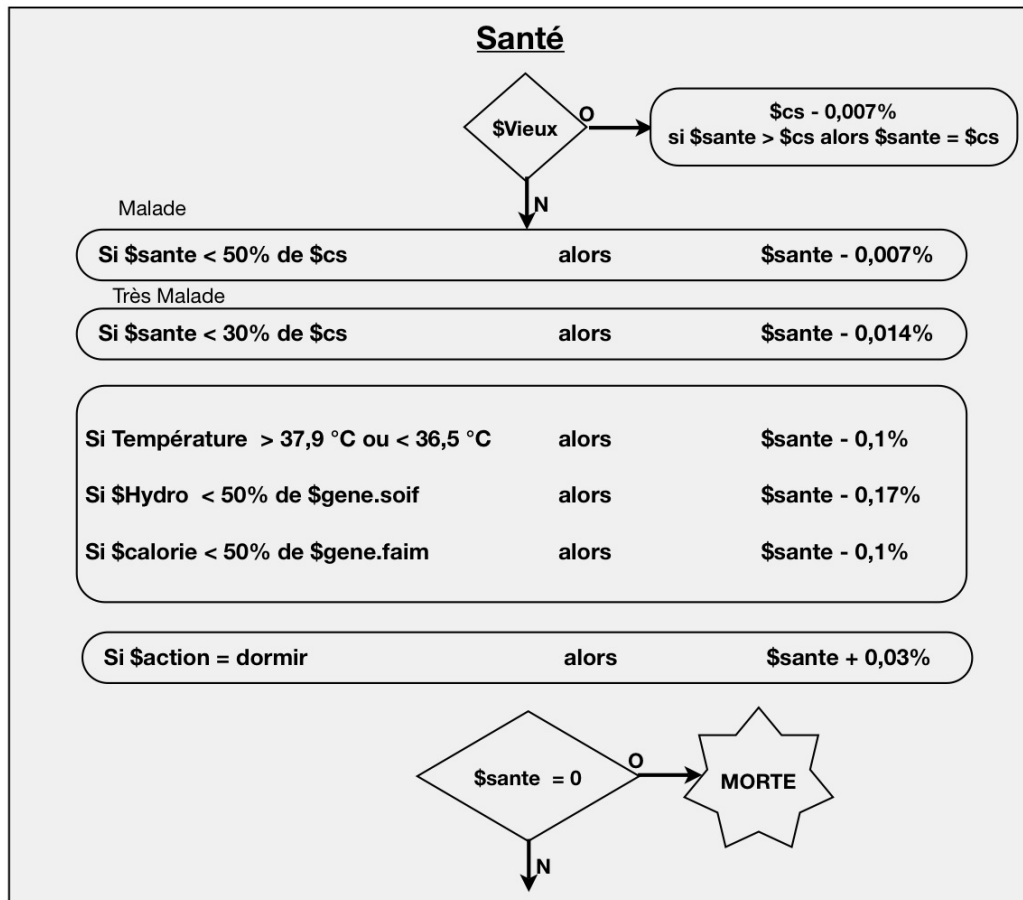 Santé
$Vieux
O
$cs - 0,007%
si $sante > $cs alors $sante = $cs
N
Malade
Si $sante < 50% de $cs alors $sante - 0,007%
Très Malade
Si $sante < 30% de $cs alors $sante - 0,014%
Si Température > 37,9 °C ou < 36,5 °C alors $sante - 0,1%
Si $Hydro < 50% de $gene.soif alors $sante - 0,17%
Si $calorie < 50% de $gene.faim alors $sante - 0,1%
Si $action = dormir alors $sante + 0,03%
$sante = 0
O
MORTE
N